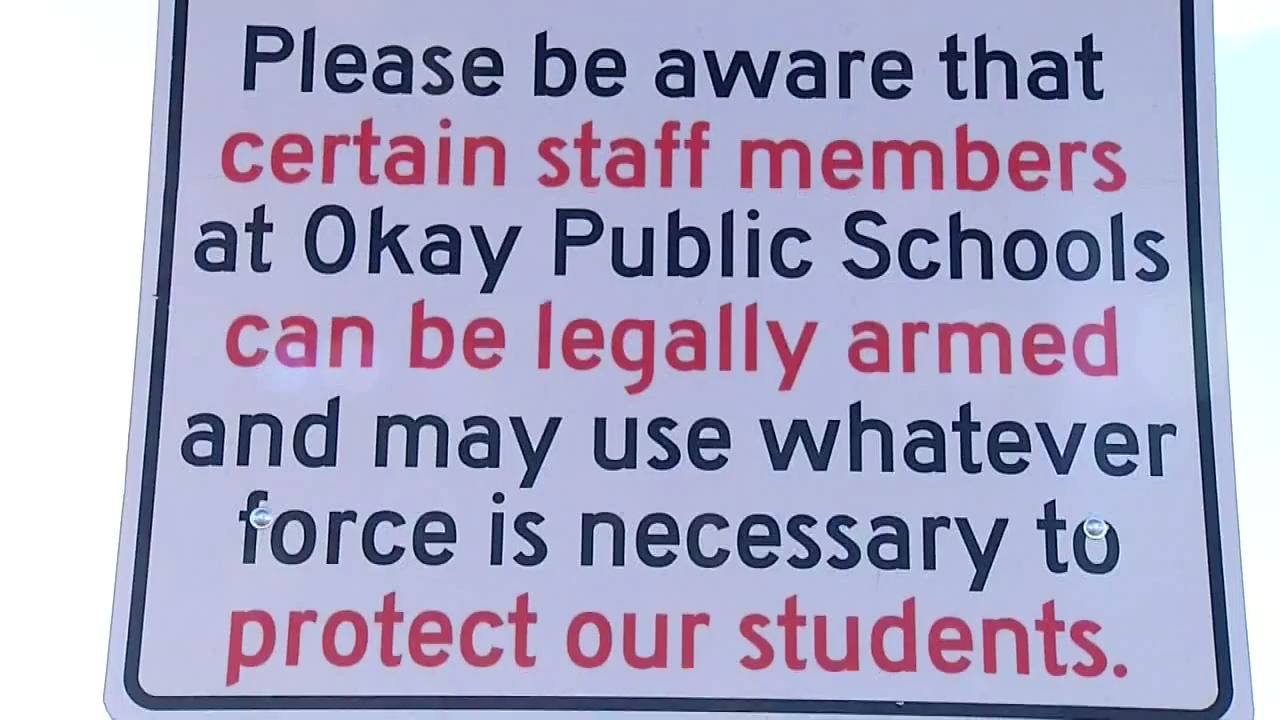 Please be aware that
certain staff members
at Okay Public Schools
can be legally armed
and may use whatever
force is necessary to
protect our students.